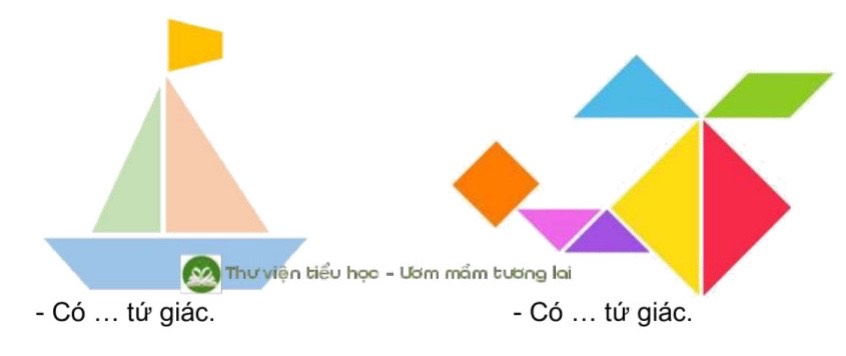 Thư viện tiểu học - Ươm mầm tương lai
- Có … tứ giác.
- Có … tứ giác.